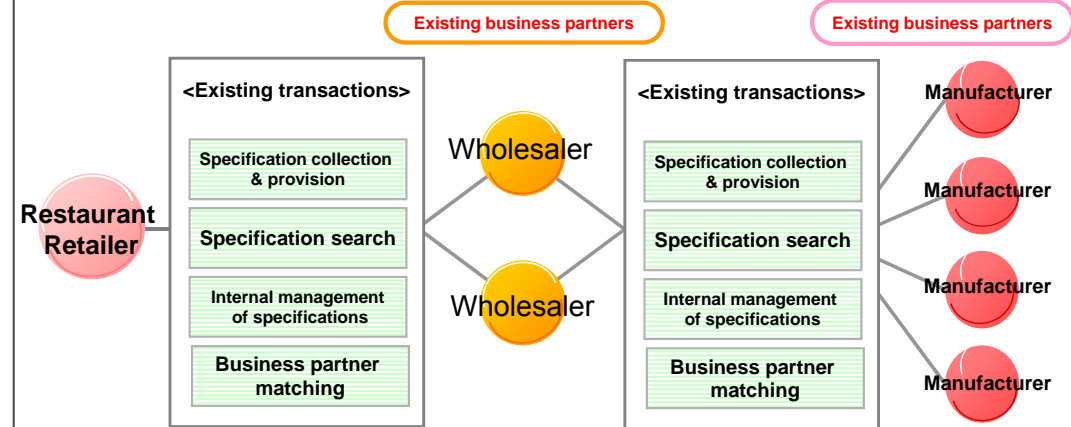 Existing business partners
Existing business partners
<Existing transactions>
Specification collection
& provision
Specification search
Internal management
of specifications
Business partner
matching
Restaurant
Retailer
Wholesaler
Wholesaler
<Existing transactions>
Specification collection
& provision
Specification search
Internal management
of specifications
Business partner
matching
Manufacturer
Manufacturer
Manufacturer
Manufacturer